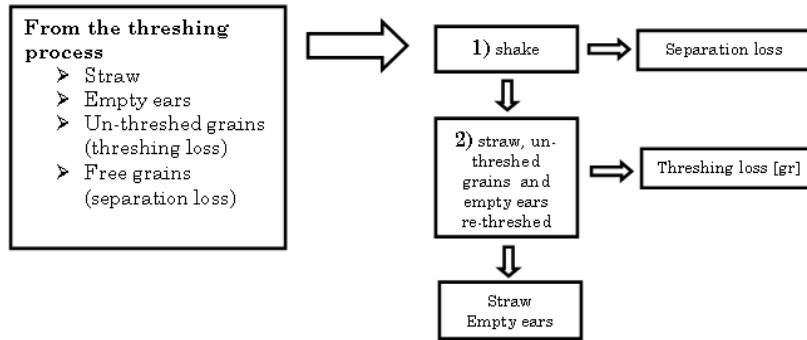 From the threshing
process
➤ Straw
➤ Empty ears
➤ Un-threshed grains
(threshing loss)
➤ Free grains
(separation loss)
1) shake
Separation loss
2) straw, un-
threshed
grains and
empty ears
re-threshed
Threshing loss [gr]
Straw
Empty ears